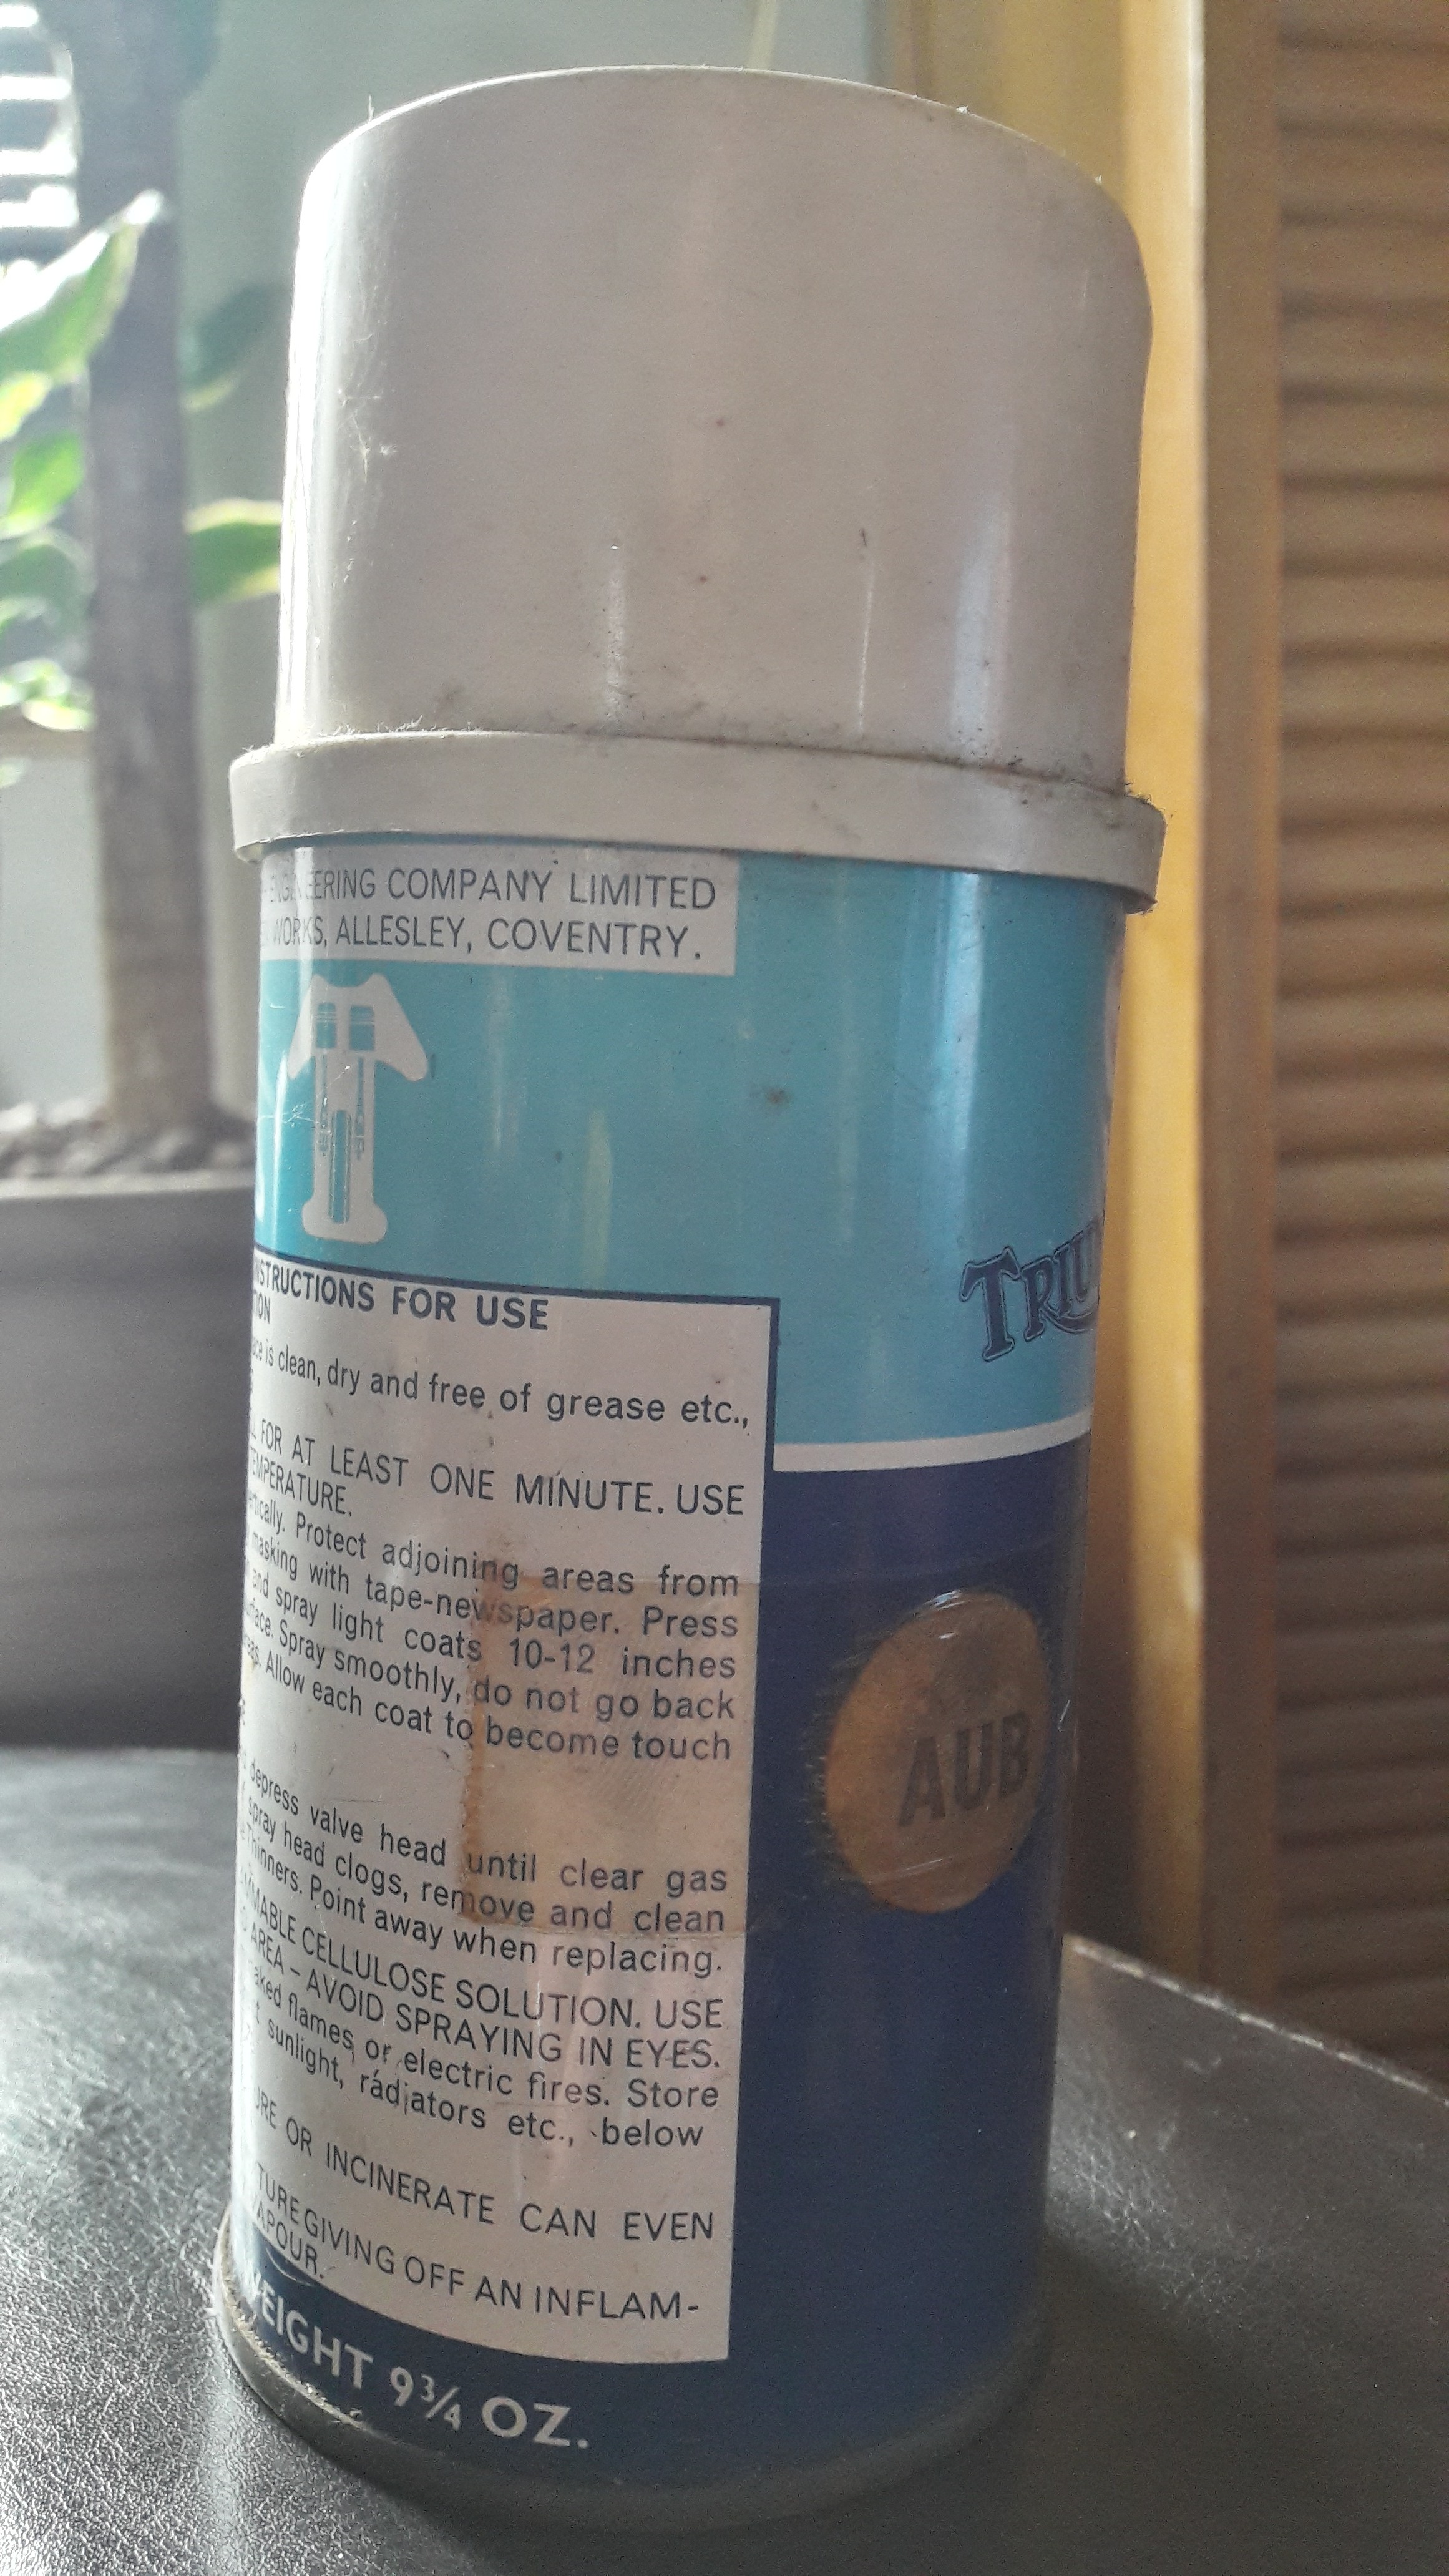 ENGINEERING COMPANY LIMITED
WORKS, ALLESLEY, COVENTRY.
INSTRUCTIONS FOR USE
is clean, dry and free of grease etc.,
FOR AT LEAST ONE MINUTE. USE
TEMPERATURE.
Protect adjoining areas from
masking with tape-newspaper. Press
and spray light coats 10-12 inches
Spray smoothly, do not go back
Allow each coat to become touch
depress valve head until clear gas
spray head clogs, remove and clean
Thinners. Point away when replacing.
CELLULOSE SOLUTION. USE
AREA – AVOID SPRAYING IN EYES.
flames or electric fires. Store
sunlight, radiators etc., below
OR INCINERATE CAN EVEN
GIVING OFF AN INFLAM-
VAPOUR.
WEIGHT 9¾ OZ.
TRIU
AUB